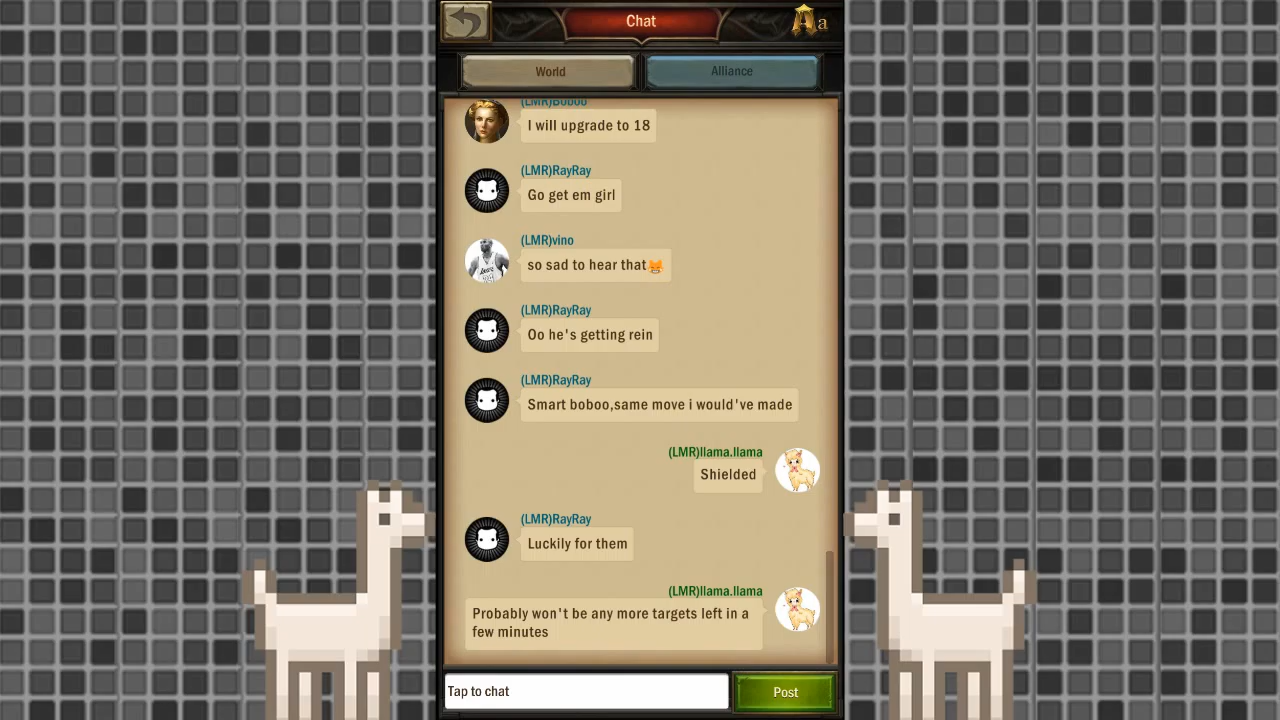 Chat
Aa
World
Alliance
(LMR)Boboo
I will upgrade to 18
(LMR)RayRay
Go get em girl
(LMR)vino
so sad to hear that
(LMR)RayRay
Oo he's getting rein
(LMR)RayRay
Smart boboo,same move i would've made
(LMR)llama.llama
Shielded
(LMR)RayRay
Luckily for them
(LMR)llama.llama
Probably won't be any more targets left in a
few minutes
Tap to chat
Post